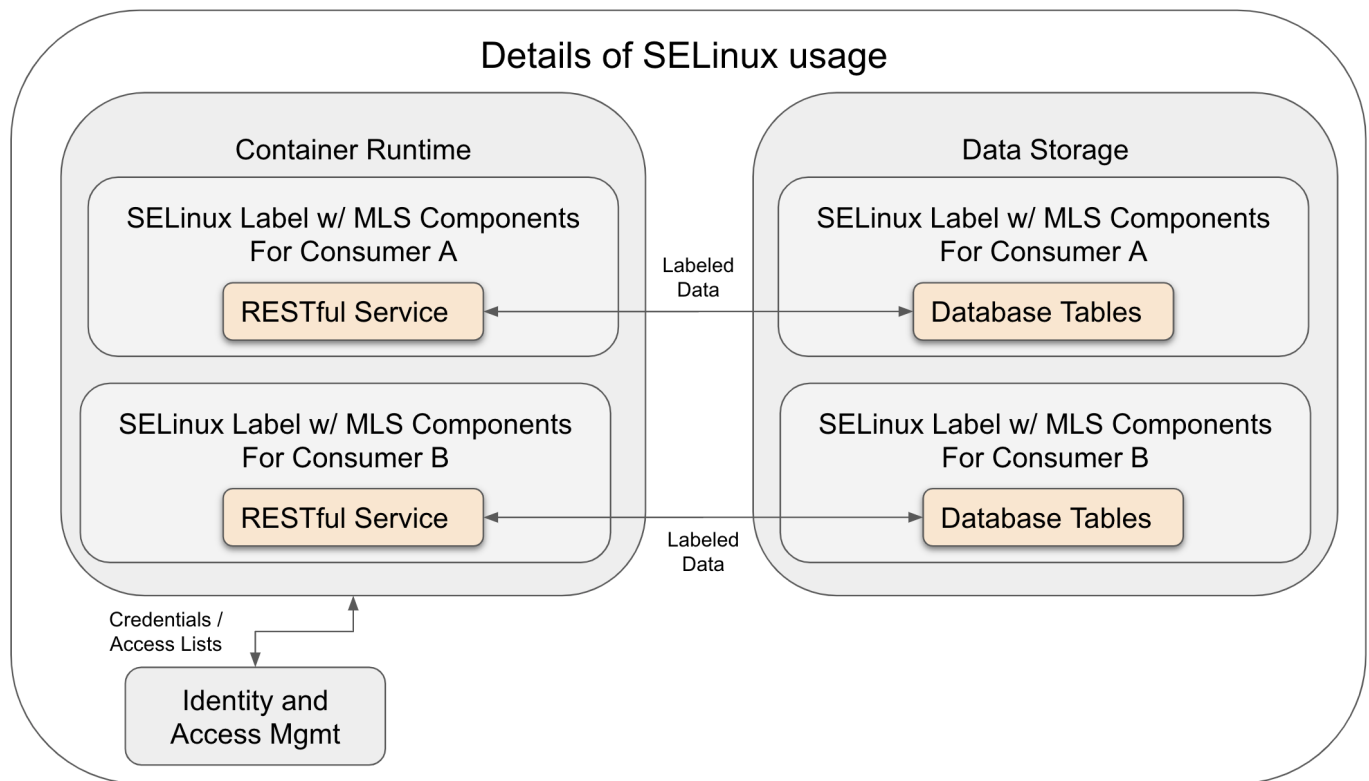 Details of SELinux usage
Container Runtime
SELinux Label w/ MLS Components
For Consumer A
RESTful Service
SELinux Label w/ MLS Components
For Consumer B
RESTful Service
Labeled
Data
Labeled
Data
Data Storage
SELinux Label w/ MLS Components
For Consumer A
Database Tables
SELinux Label w/ MLS Components
For Consumer B
Database Tables
Credentials /
Access Lists
Identity and
Access Mgmt